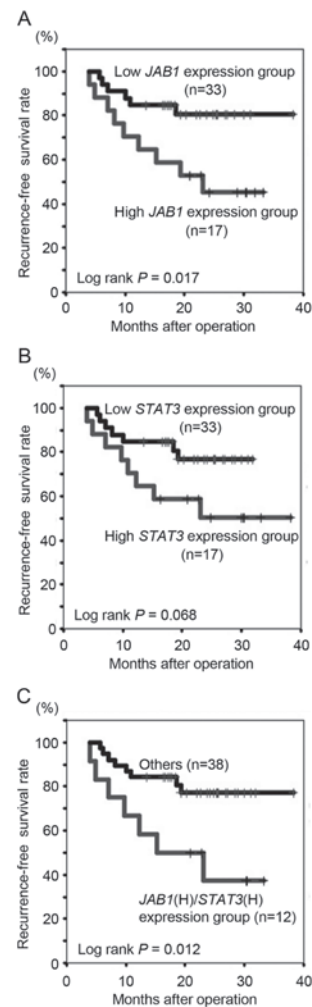 A
(%)
100
80
60
40
20
0
Recurrence-free survival rate
Low JAB1 expression group
(n=33)
High JAB1 expression group
(n=17)
Log rank P = 0.017
0 10 20 30 40
Months after operation
B
(%)
100
80
60
40
20
0
Recurrence-free survival rate
Low STAT3 expression group
(n=33)
High STAT3 expression group
(n=17)
Log rank P = 0.068
0 10 20 30 40
Months after operation
C
(%)
100
80
60
40
20
0
Recurrence-free survival rate
Others (n=38)
JAB1(H)/STAT3(H)
expression group (n=12)
Log rank P = 0.012
0 10 20 30 40
Months after operation